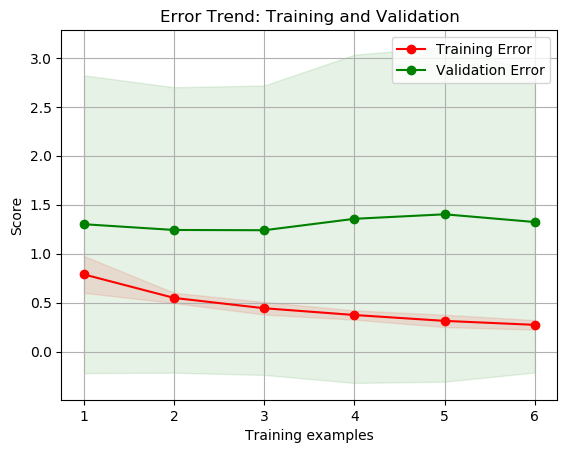 Error Trend: Training and Validation
Training Error
Validation Error
3.0
2.5
2.0
1.5
1.0
0.5
0.0
Score
1 2 3 4 5 6
Training examples